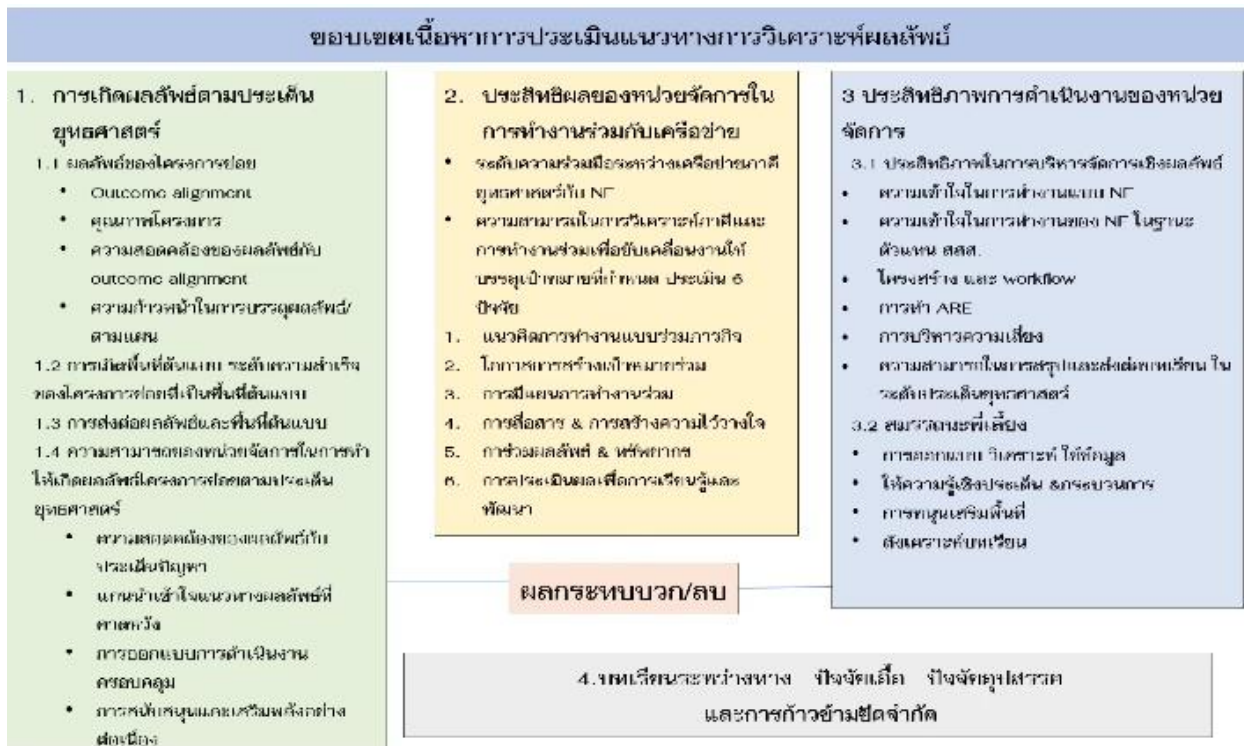 ขอบเขตเนื้อหาการประเมินแนวทางการวิเคราะห์ผลลัพธ์
1. การเกิดผลลัพธ์ตามประเด็น
ยุทธศาสตร์
1.1 ผลลัพธ์ของโครงการย่อย
• Outcome alignment
• คุณภาพโครงการ
• ความสอดคล้องของผลลัพธ์กับ
outcome alignment
• ความก้าวหน้าในการบรรลุผลลัพธ์/
ตามแผน
1.2 การเกิดพื้นที่ต้นแบบ ระดับความสำเร็จ
ของโครงการย่อยที่เป็นพื้นที่ต้นแบบ
1.3 การส่งต่อผลลัพธ์และพื้นที่ต้นแบบ
1.4 ความสามารถของหน่วยจัดการในการทำ
ให้เกิดผลลัพธ์โครงการย่อยตามประเด็น
ยุทธศาสตร์
• ความสอดคล้องของผลลัพธ์กับ
ประเด็นปัญหา
• แกนนำเข้าใจแนวทางผลลัพธ์ที่
คาดหวัง
• การออกแบบการดำเนินงาน
ครอบคลุม
• การสนับสนุนและเสริมพลังอย่าง
ต่อเนื่อง
2. ประสิทธิผลของหน่วยจัดการใน
การทำงานร่วมกับเครือข่าย
• ระดับความร่วมมือระหว่างเครือข่ายภาคี
ยุทธศาสตร์กับ NF
• ความสามารถในการวิเคราะห์ภาคีและ
การทำงานร่วมเพื่อขับเคลื่อนงานให้
บรรลุเป้าหมายที่กำหนด ประเมิน 6
ปัจจัย
1. แนวคิดการทำงานแบบร่วมภารกิจ
2. โอกาสการสร้างเป้าหมายร่วม
3. การมีแผนการทำงานร่วม
4. การสื่อสาร & การสร้างความไว้วางใจ
5. การร่วมผลลัพธ์ & ทรัพยากร
6. การประเมินผลเพื่อการเรียนรู้และ
พัฒนา
3 ประสิทธิภาพการดำเนินงานของหน่วย
จัดการ
3.1 ประสิทธิภาพในการบริหารจัดการเชิงผลลัพธ์
• ความเข้าใจในการทำงานแบบ NF
• ความเข้าใจในการทำงานของ NF ในฐานะ
ตัวแทน สสส.
• โครงสร้าง และ workflow
• การทำ ARE
• การบริหารความเสี่ยง
• ความสามารถในการสรุปและส่งต่อบทเรียน ใน
ระดับประเด็นยุทธศาสตร์
3.2 สมรรถนะพี่เลี้ยง
• การออกแบบ วิเคราะห์ ใช้ข้อมูล
• ให้ความรู้เชิงประเด็น &กระบวนการ
• การหนุนเสริมพื้นที่
• สังเคราะห์บทเรียน
ผลกระทบบวก/ลบ
4.บทเรียนระหว่างทาง ปัจจัยเอื้อ ปัจจัยอุปสรรค
และการก้าวข้ามขีดจำกัด